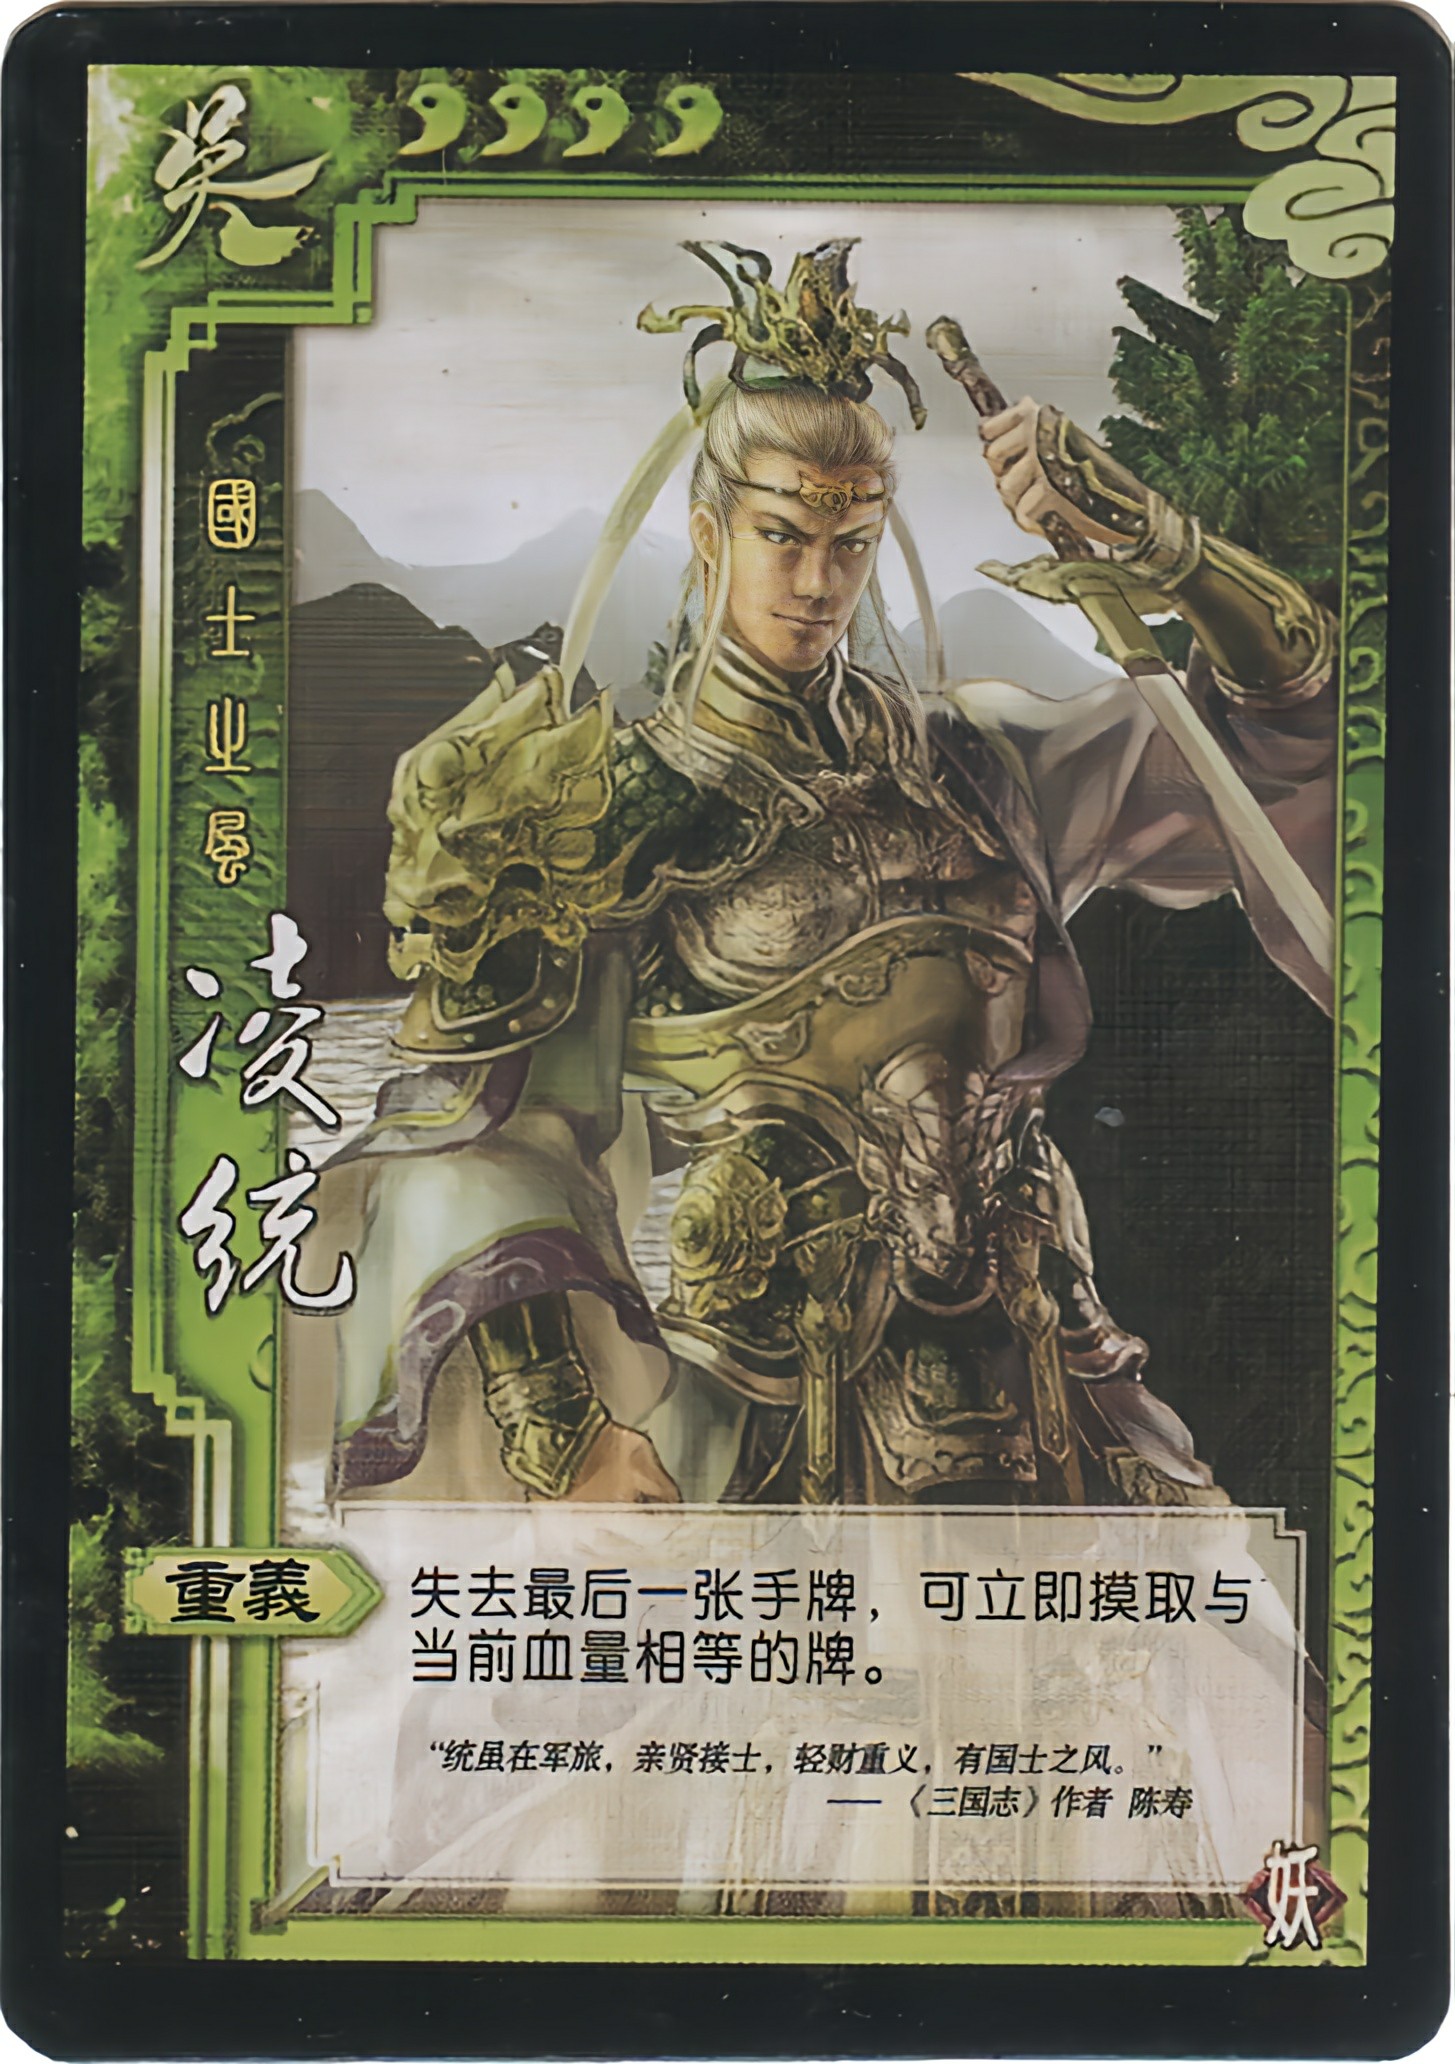 吴
國士之風
凌统
重義
失去最后一张手牌，可立即摸取与
当前血量相等的牌。
“统虽在军旅，亲贤接士，轻财重义，有国士之风。”
——《三国志》作者 陈寿
妖